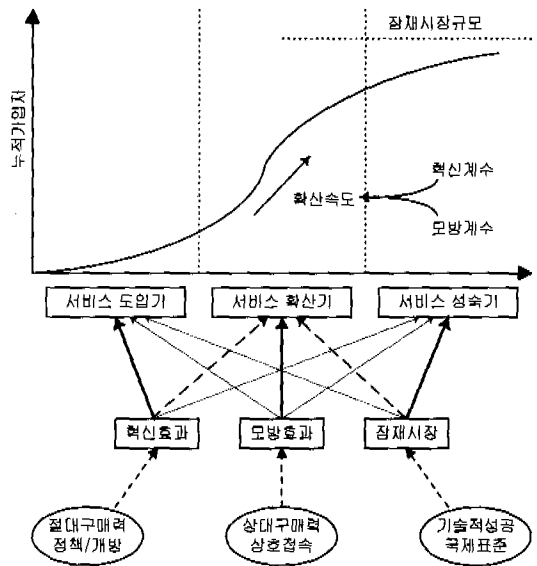 잠재시장규모
누적가입자
혁신계수
확산속도
모방계수
서비스 도입기
서비스 확산기
서비스 성숙기
혁신효과
모방효과
잠재시장
절대구매력
정책/개방
상대구매력
상호접속
기술적성공
국제표준